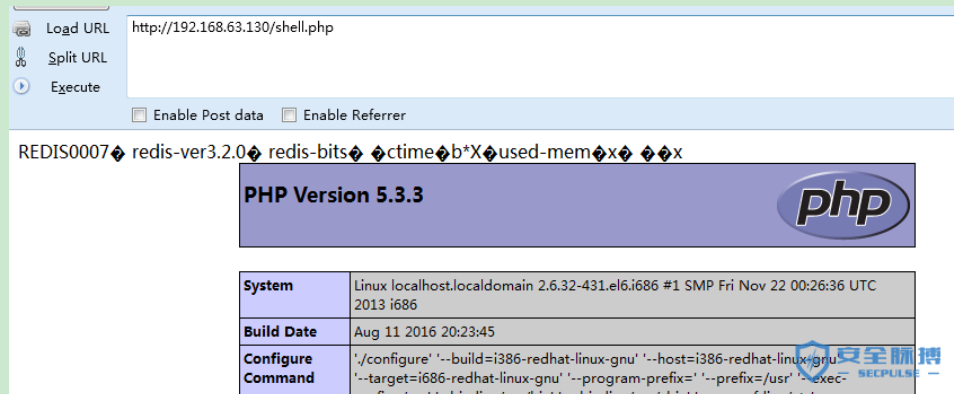 Load URL
http://192.168.63.130/shell.php
Split URL
Execute
Enable Post data Enable Referrer
REDIS0007� redis-ver3.2.0� redis-bits� �ctime�b*X�used-mem�x� ��x
PHP Version 5.3.3
php
System
Linux localhost.localdomain 2.6.32-431.el6.i686 #1 SMP Fri Nov 22 00:26:36 UTC
2013 i686
Build Date
Aug 11 2016 20:23:45
Configure
Command
'./configure' '--build=i386-redhat-linux-gnu' '--host=i386-redhat-linux-gnu'
'--target=i686-redhat-linux-gnu' '--program-prefix=' '--prefix=/usr' '--exec-
安全脉搏
SECPULSE